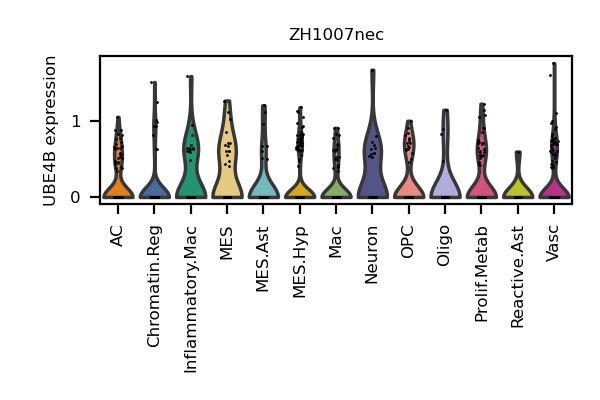 ZH1007nec
UBE4B expression
1
0
AC
Chromatin.Reg
Inflammatory.Mac
MES
MES.Ast
MES.Hyp
Mac
Neuron
OPC
Oligo
Prolif.Metab
Reactive.Ast
Vasc